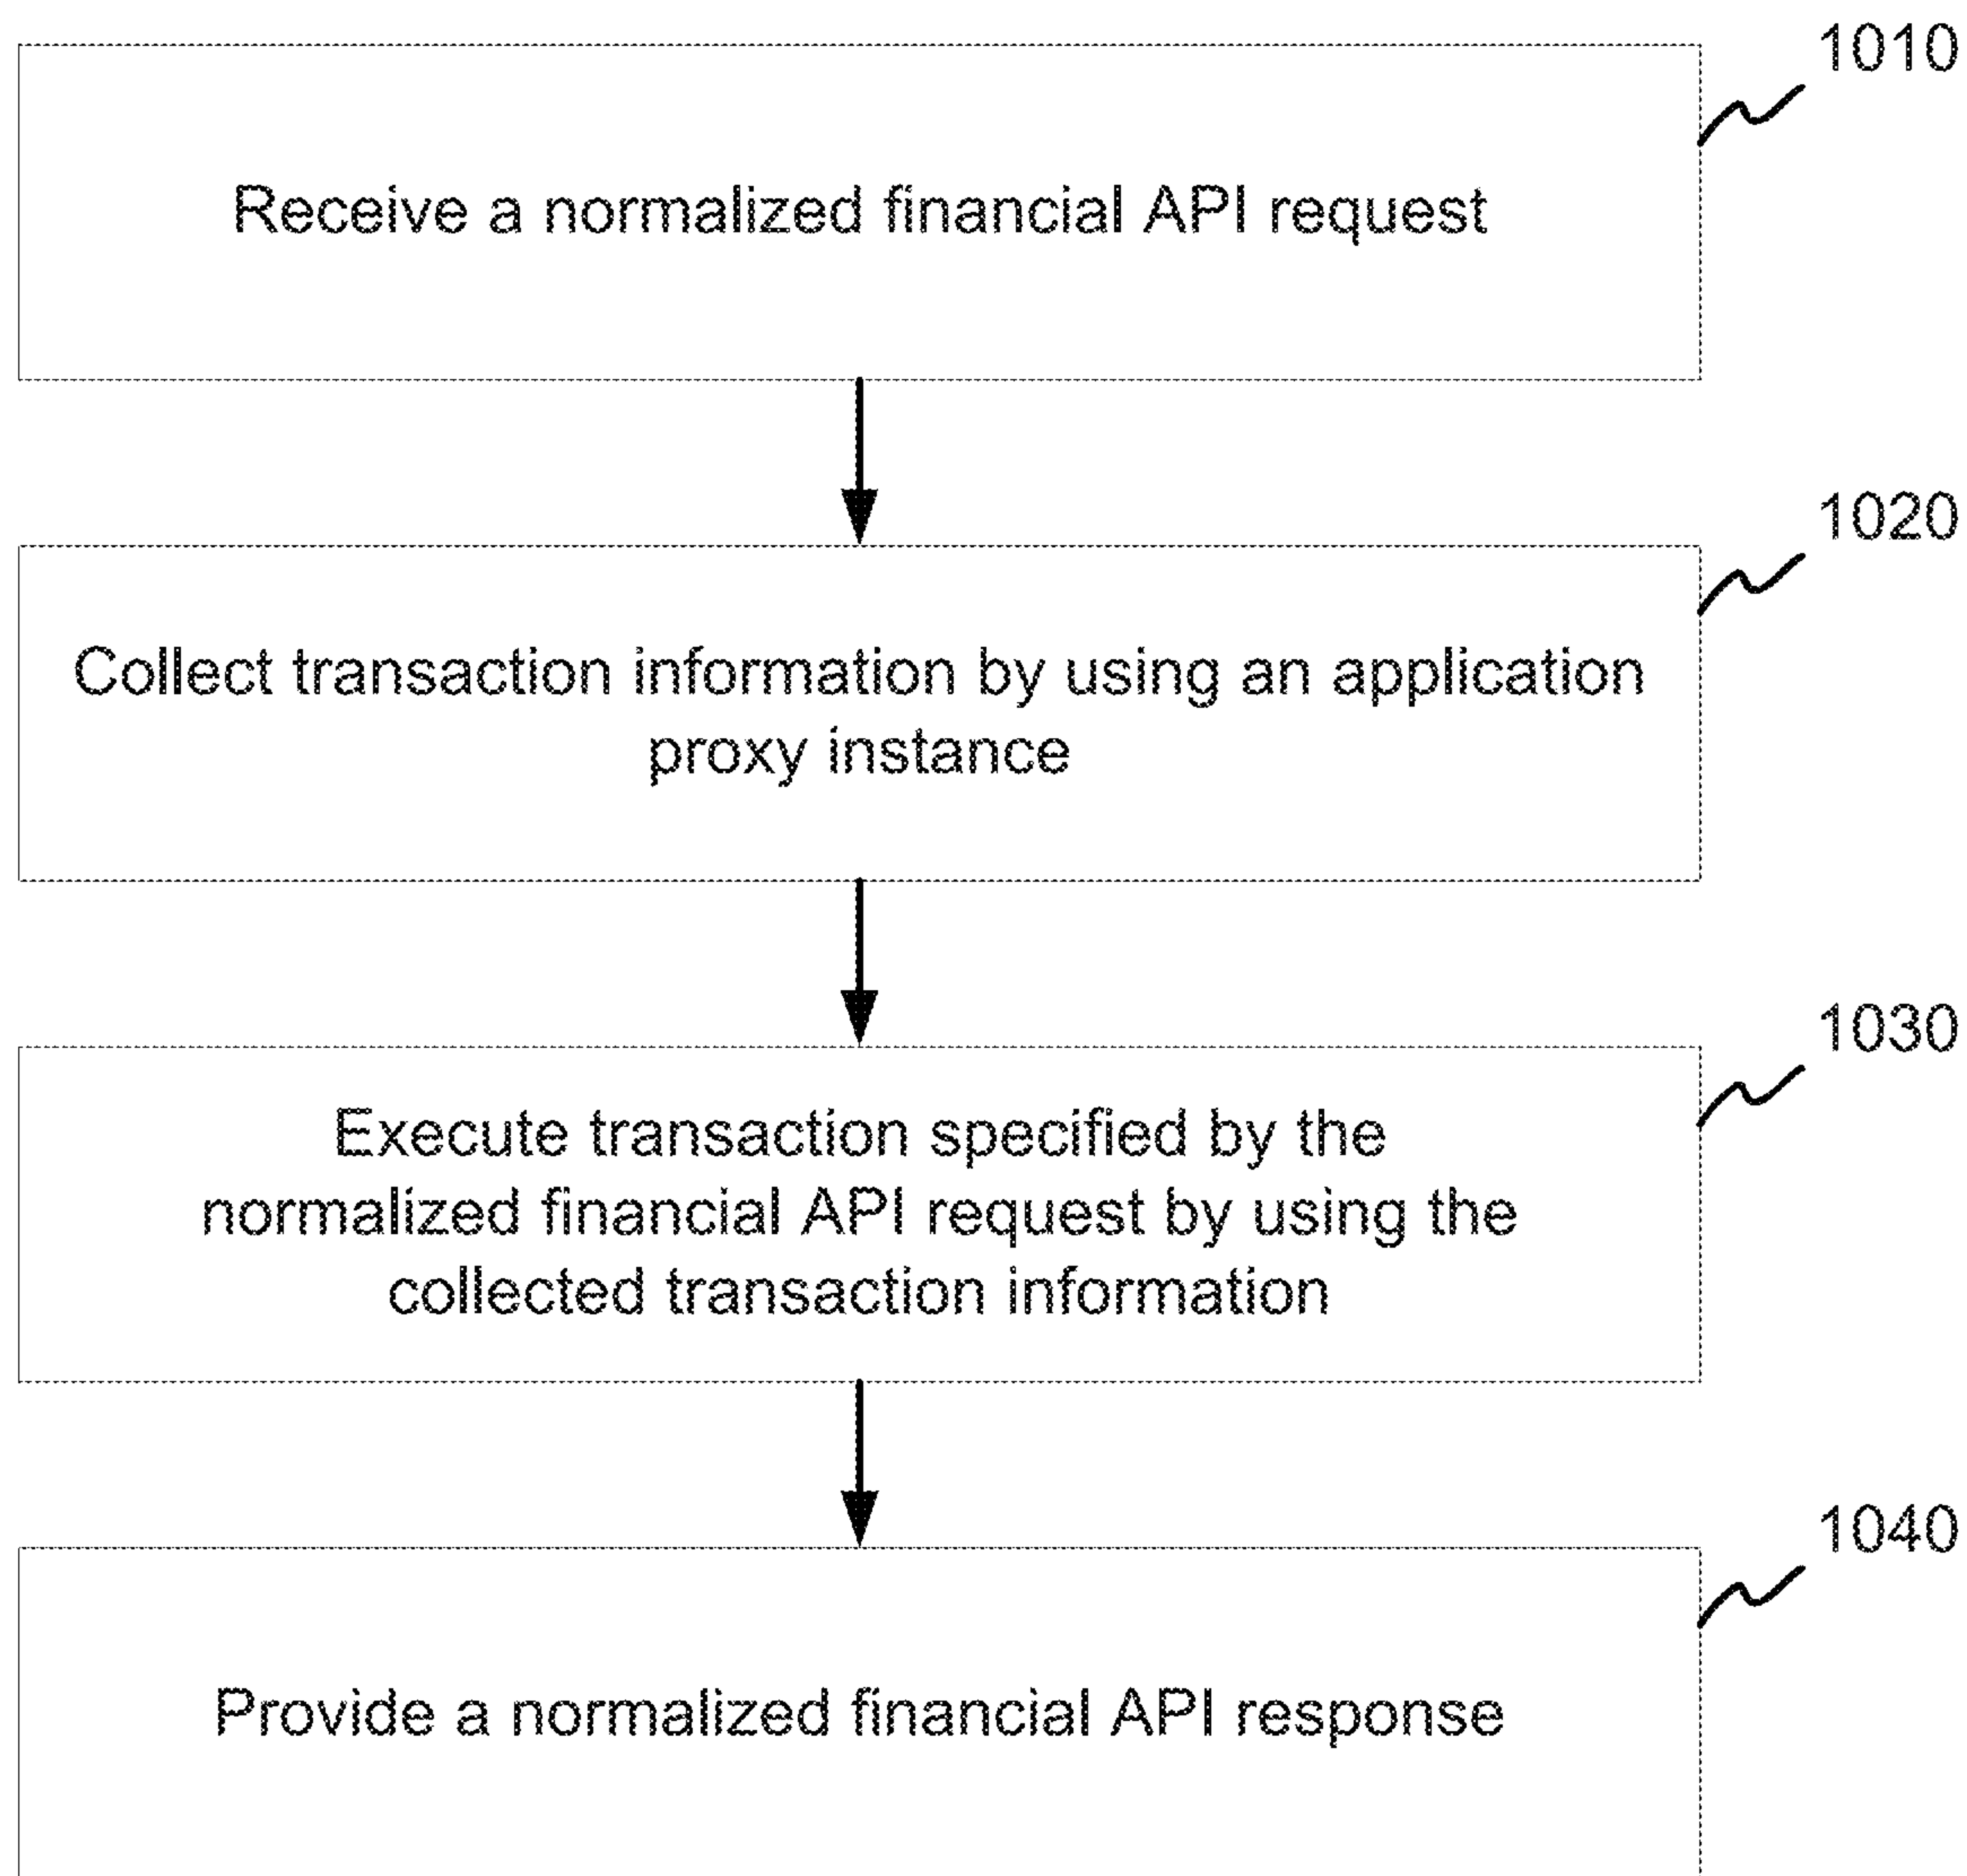 1010
Receive a normalized financial API request
1020
Collect transaction information by using an application
proxy instance
1030
Execute transaction specified by the
normalized financial API request by using the
collected transaction information
1040
Provide a normalized financial API response